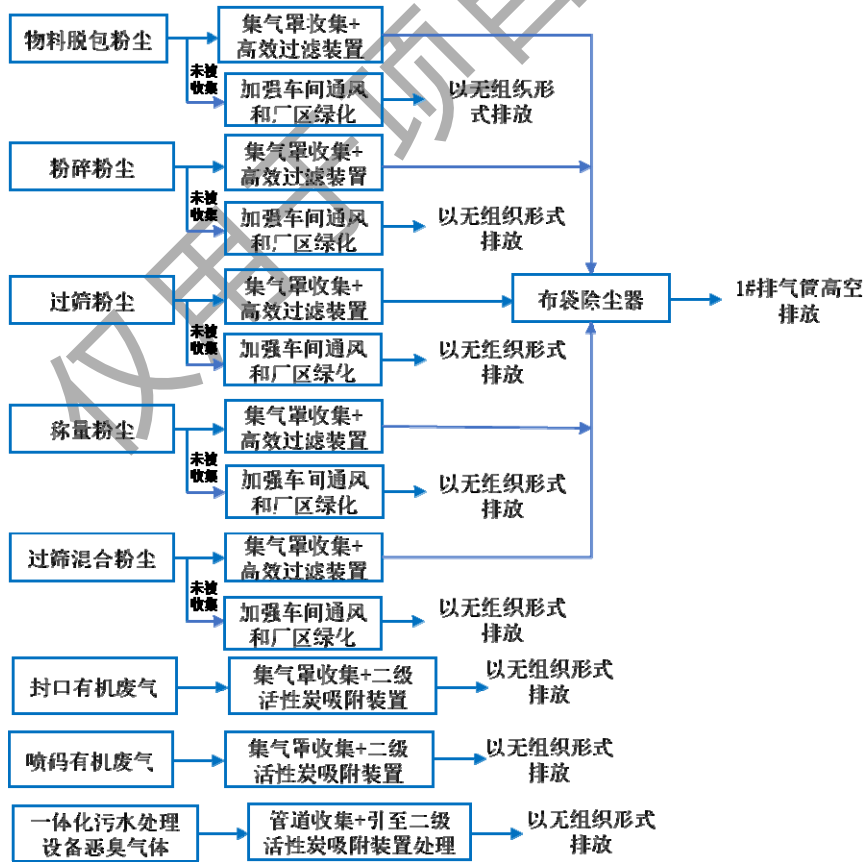 物料脱包粉尘
集气罩收集+
高效过滤装置
未被
收集
加强车间通风
和厂区绿化
以无组织形
式排放
粉碎粉尘
集气罩收集+
高效过滤装置
未被
收集
加强车间通风
和厂区绿化
以无组织形式
排放
过筛粉尘
集气罩收集+
高效过滤装置
布袋除尘器
1#排气筒高空
排放
未被
收集
加强车间通风
和厂区绿化
以无组织形式
排放
称量粉尘
集气罩收集+
高效过滤装置
未被
收集
加强车间通风
和厂区绿化
以无组织形式
排放
过筛混合粉尘
集气罩收集+
高效过滤装置
未被
收集
加强车间通风
和厂区绿化
以无组织形式
排放
封口有机废气
集气罩收集+二级
活性炭吸附装置
以无组织形式
排放
喷码有机废气
集气罩收集+二级
活性炭吸附装置
以无组织形式
排放
一体化污水处理
设备恶臭气体
管道收集+引至二级
活性炭吸附装置处理
以无组织形式
排放
仅用于项